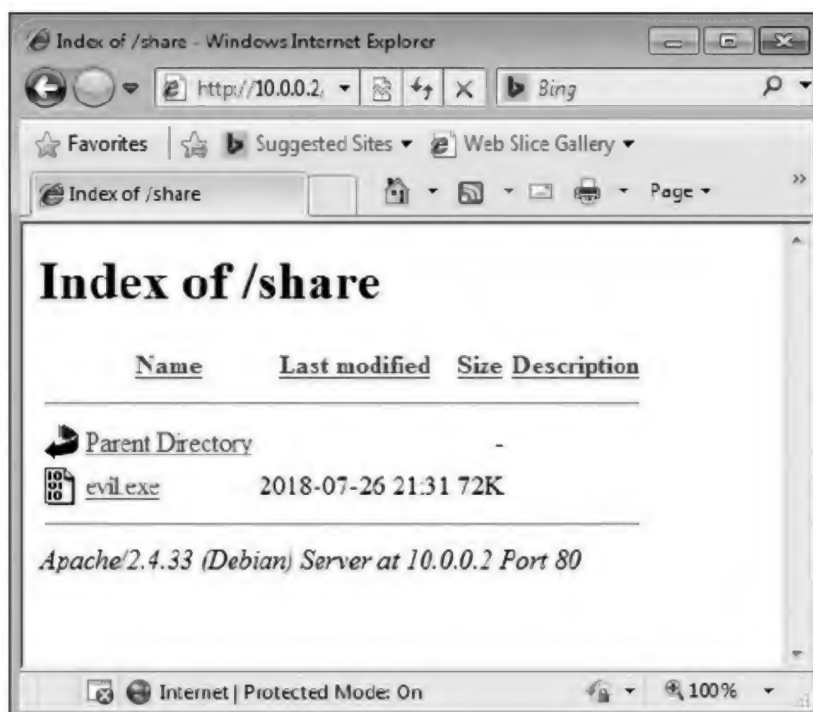 Index of /share - Windows Internet Explorer
http://10.0.0.2/
Bing
Favorites
Suggested Sites
Web Slice Gallery
Index of /share
Page
»
Index of /share
Name Last modified Size Description
Parent Directory -
evil.exe 2018-07-26 21:31 72K
Apache/2.4.33 (Debian) Server at 10.0.0.2 Port 80
Internet | Protected Mode: On
100%